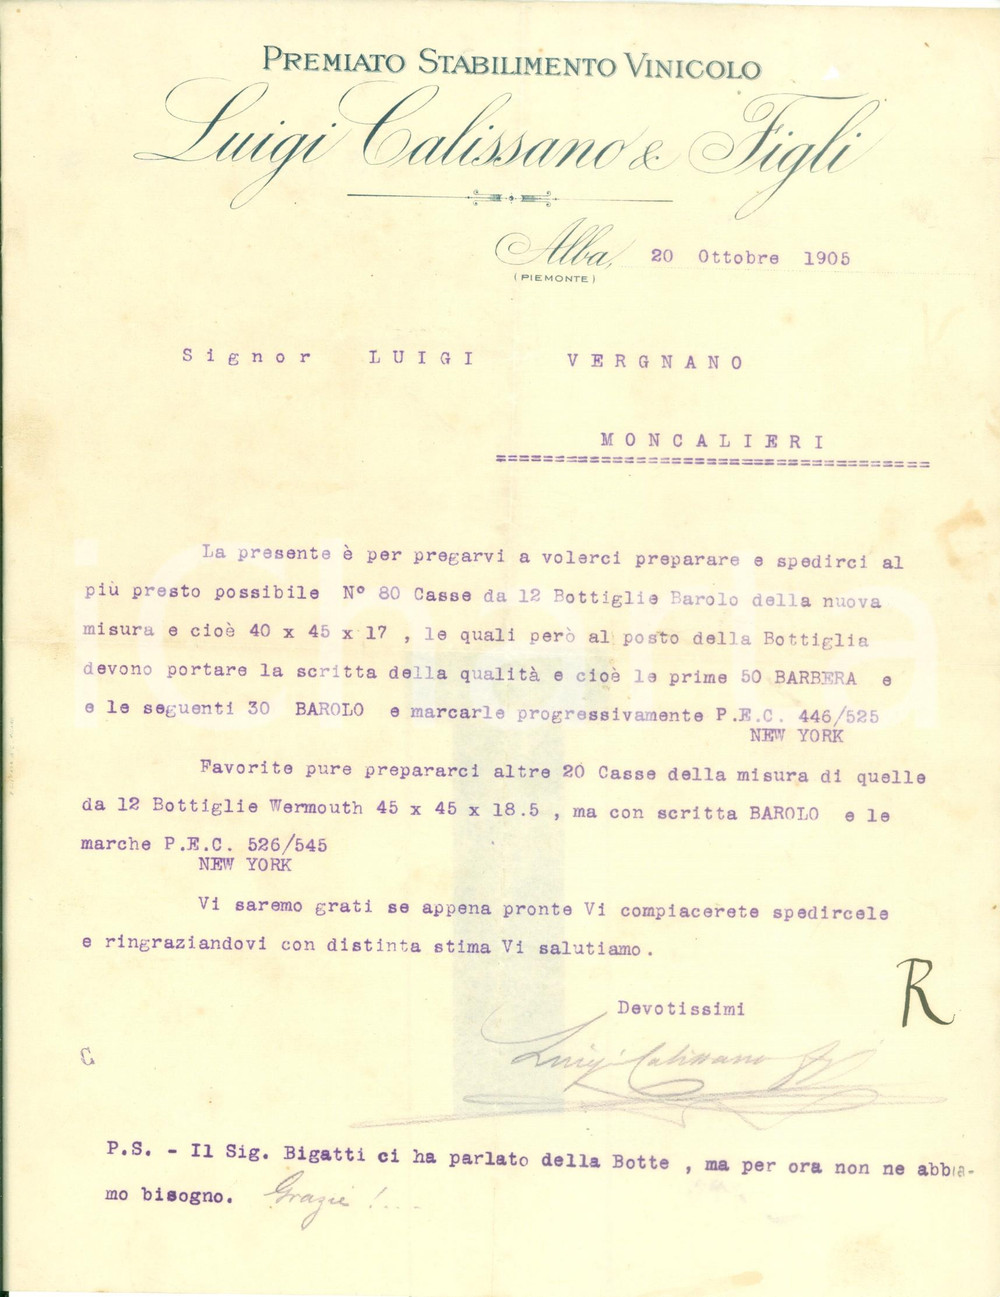 PREMIATO STABILIMENTO VINICOLO
Luigi Calissano & Figli
Alba, 20 Ottobre 1905
(PIEMONTE)
Signor LUIGI VERGNANO
MONCALIERI
La presente è per pregarvi a volerci preparare e spedirci al
più presto possibile N° 80 Casse da 12 Bottiglie Barolo della nuova
misura e cioè 40 x 45 x 17 , le quali però al posto della Bottiglia
devono portare la scritta della qualità e cioè le prime 50 BARBERA e
e le seguenti 30 BAROLO e marcarle progressivamente P.E.C. 446/525
NEW YORK
Favorite pure prepararci altre 20 Casse della misura di quelle
da 12 Bottiglie Wermouth 45 x 45 x 18.5 , ma con scritta BAROLO e le
marche P.E.C. 526/545
NEW YORK
Vi saremo grati se appena pronte Vi compiacerete spedircele
e ringraziandovi con distinta stima Vi salutiamo.
Devotissimi
R
Luigi Calissano
C
P.S. - Il Sig. Bigatti ci ha parlato della Botte , ma per ora non ne abbia-
mo bisogno. Grazie !....